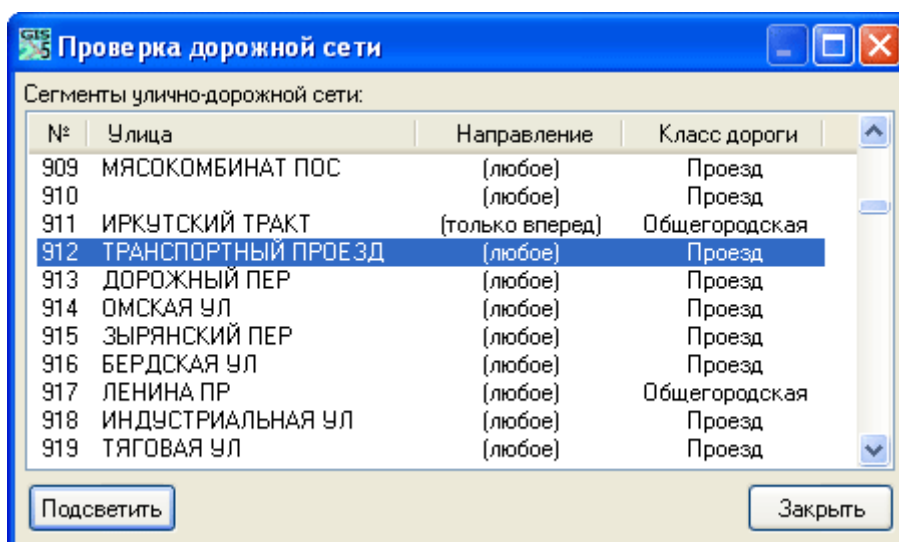 GIS 5 Проверка дорожной сети
Сегменты улично-дорожной сети:
№ Улица Направление Класс дороги
909 МЯСОКОМБИНАТ ПОС (любое) Проезд
910 (любое) Проезд
911 ИРКУТСКИЙ ТРАКТ (только вперед) Общегородская
912 ТРАНСПОРТНЫЙ ПРОЕЗД (любое) Проезд
913 ДОРОЖНЫЙ ПЕР (любое) Проезд
914 ОМСКАЯ УЛ (любое) Проезд
915 ЗЫРЯНСКИЙ ПЕР (любое) Проезд
916 БЕРДСКАЯ УЛ (любое) Проезд
917 ЛЕНИНА ПР (любое) Общегородская
918 ИНДУСТРИАЛЬНАЯ УЛ (любое) Проезд
919 ТЯГОВАЯ УЛ (любое) Проезд
Подсветить Закрыть